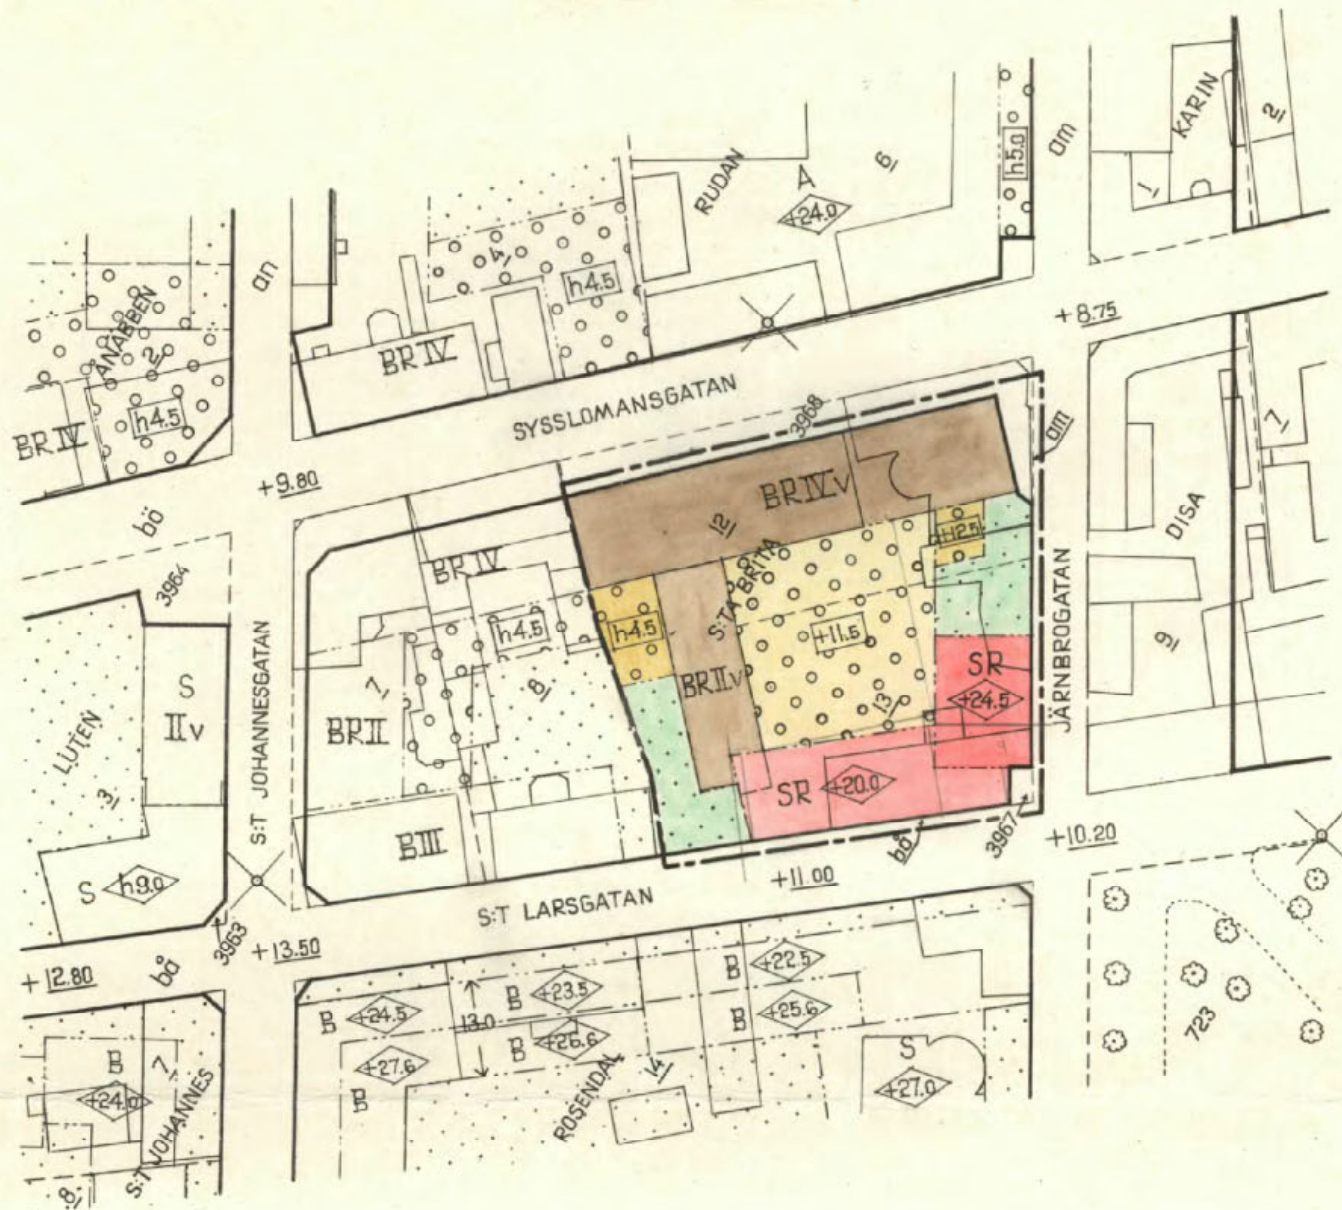 KARIN
2
1
am
h5.0
RUDAN
6
A
+24.0
an
4
h4.5
ANABBEN
2
h4.5
BR IV
BR IV
+8.75
SYSSLOMANSGATAN
3968
am
7
+9.80
bö
BR IV v
12
+12.5
DISA
3964
BR IV
h4.5
h4.5
S:TA BRITA
+11.5
JÄRNBROGATAN
9
S
II v
S:T JOHANNESGATAN
LUTEN
3
7
8
BR II
BR II v
13
SR
+24.5
SR
+20.0
B III
bö
3967
+10.20
S
h9.0
+11.00
S:T LARSGATAN
3963
+13.50
+12.80
bå
B
+24.5
+27.6
B
13.0
B
+23.5
B
+26.6
B
+22.5
B
+25.6
S
+27.0
ROSENDAL
14
723
B
7
+24.0
S:T JOHANNES
8